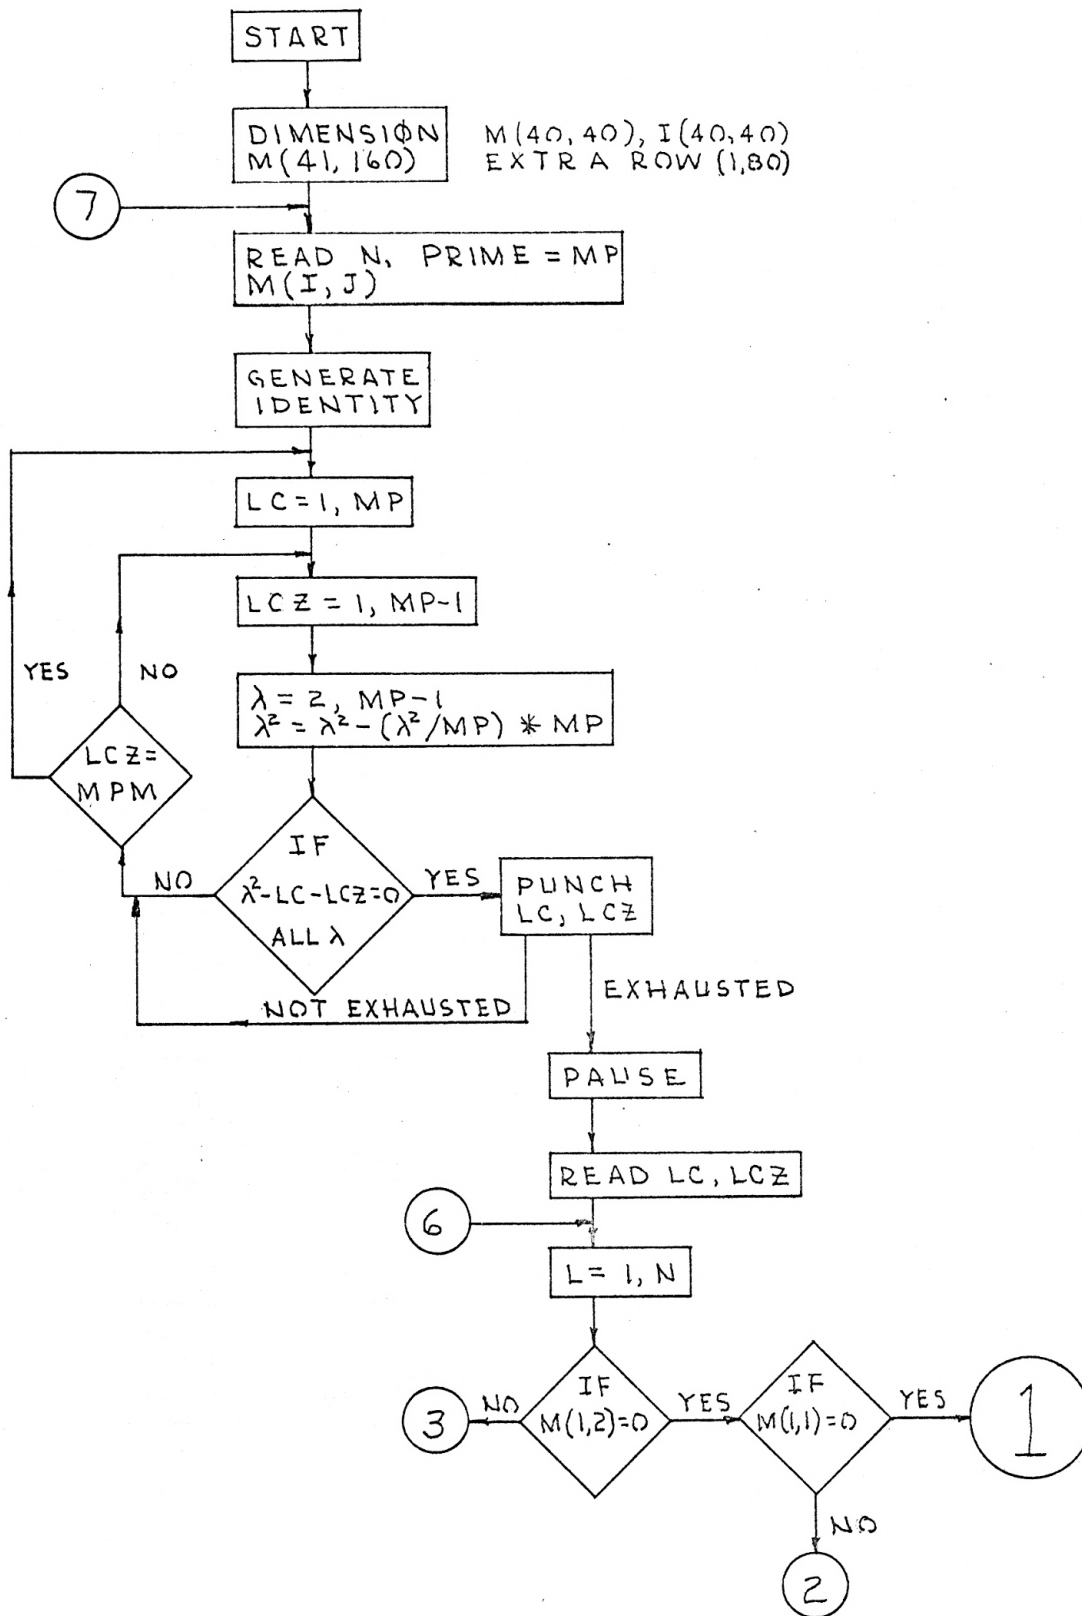 START
DIMENSIØN
M(41, 160)
M(40,40), I(40,40)
EXTRA ROW (1,80)
7
READ N, PRIME = MP
M(I, J)
GENERATE
IDENTITY
LC = 1, MP
LCZ = 1, MP-1
YES
NO
λ = 2, MP-1
λ² = λ² - (λ²/MP) * MP
LCZ =
MPM
IF
λ²-LC-LCZ=0
ALL λ
NO
YES
PUNCH
LC, LCZ
NOT EXHAUSTED
EXHAUSTED
PAUSE
READ LC, LCZ
6
L = 1, N
IF
M(1,2)=0
NO
3
YES
IF
M(1,1)=0
YES
1
NO
2